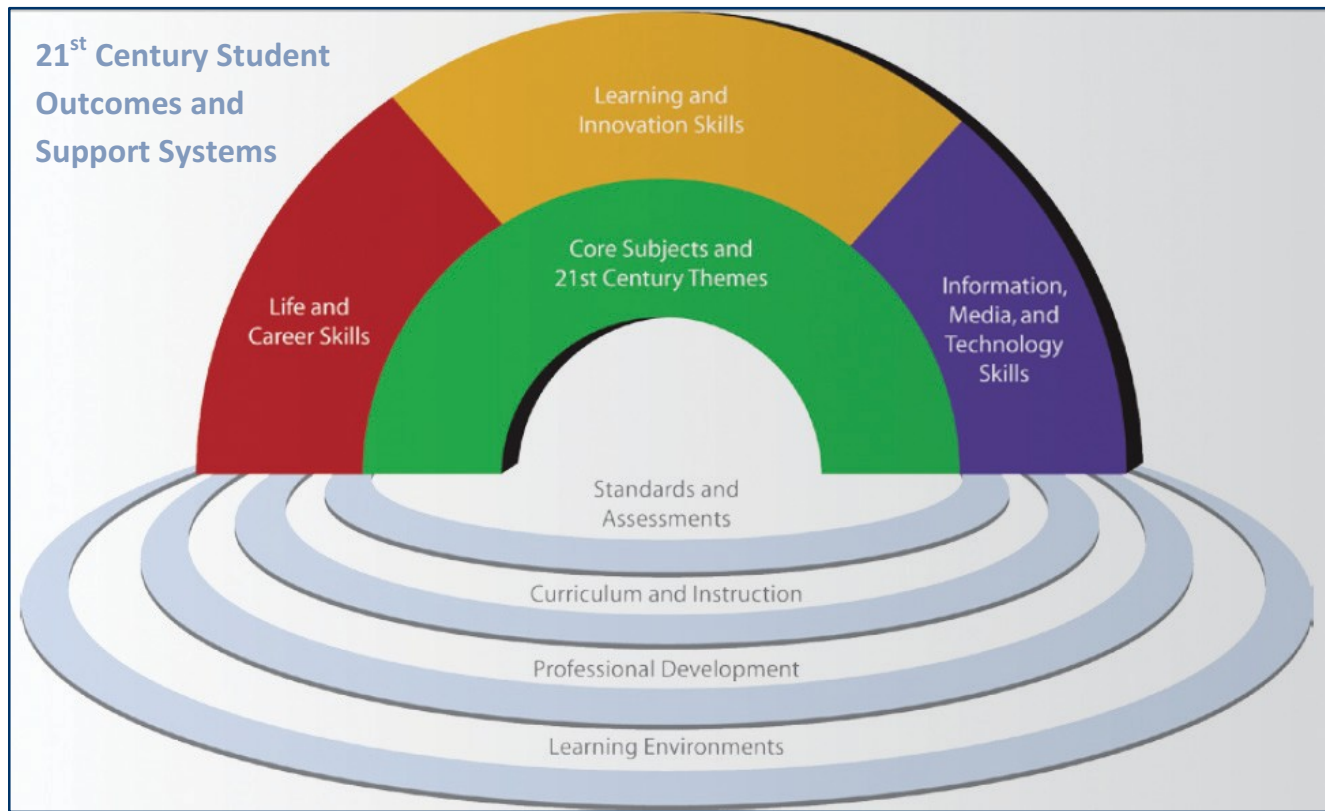 21st Century Student
Outcomes and
Support Systems
Learning and
Innovation Skills
Core Subjects and
21st Century Themes
Life and
Career Skills
Information,
Media, and
Technology
Skills
Standards and
Assessments
Curriculum and Instruction
Professional Development
Learning Environments